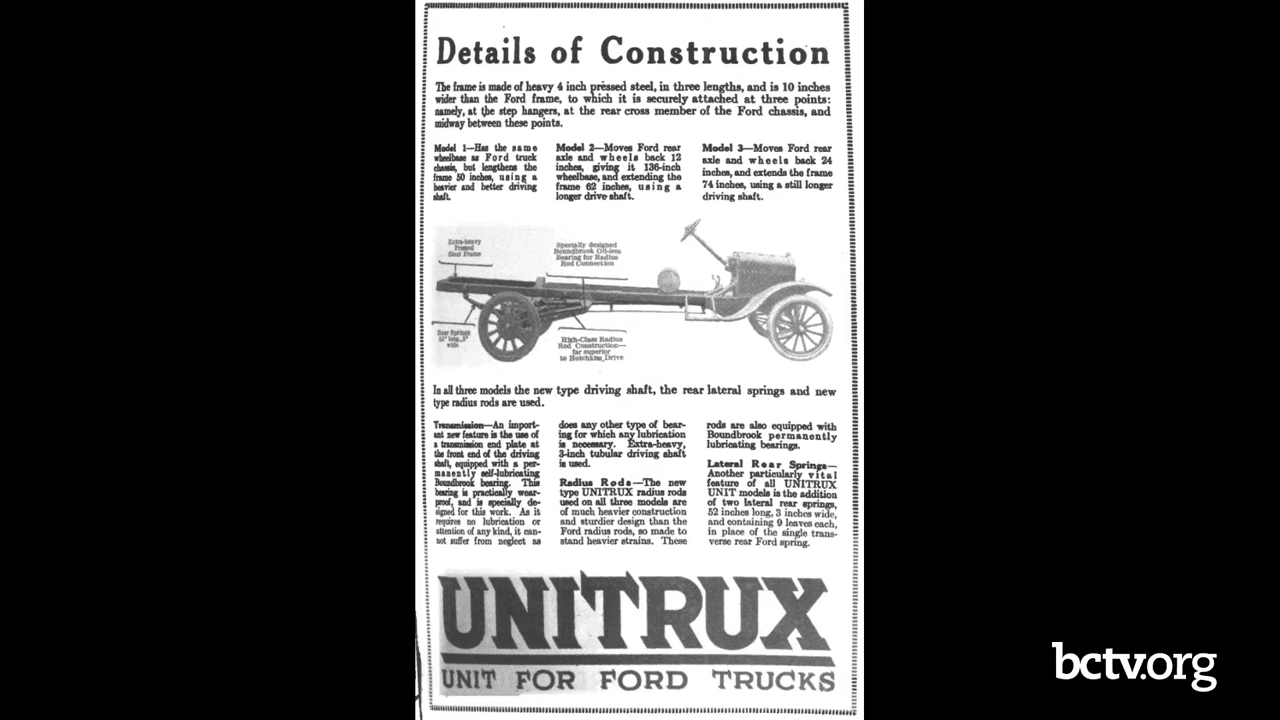 Details of Construction
The frame is made of heavy 4 inch pressed steel, in three lengths, and is 10 inches
wider than the Ford frame, to which it is securely attached at three points:
namely, at the step hangers, at the rear cross member of the Ford chassis, and
midway between these points.
Model 1—Has the same
wheelbase as Ford truck
chassis, but lengthens the
frame 50 inches, using a
heavier and better driving
shaft.
Model 2—Moves Ford rear
axle and wheels back 12
inches, giving it 136-inch
wheelbase, and extending the
frame 62 inches, using a
longer drive shaft.
Model 3—Moves Ford rear
axle and wheels back 24
inches, and extends the frame
74 inches, using a still longer
driving shaft.
Extra-heavy
Pressed
Steel Frame
Specially designed
Boundbrook Oil-less
Bearing for Radius
Rod Connection
Rear Springs
52" long, 3"
wide
High-Class Radius
Rod Construction—
far superior
to Hotchkiss Drive
In all three models the new type driving shaft, the rear lateral springs and new
type radius rods are used.
Transmission—An import-
ant new feature is the use of
a transmission end plate at
the front end of the driving
shaft, equipped with a per-
manently self-lubricating
Boundbrook bearing. This
bearing is practically wear-
proof, and is specially de-
signed for this work. As it
requires no lubrication or
attention of any kind, it can-
not suffer from neglect as
does any other type of bear-
ing for which any lubrication
is necessary. Extra-heavy,
3-inch tubular driving shaft
is used.
Radius Rods—The new
type UNITRUX radius rods
used on all three models are
of much heavier construction
and sturdier design than the
Ford radius rods, so made to
stand heavier strains. These
rods are also equipped with
Boundbrook permanently
lubricating bearings.
Lateral Rear Springs—
Another particularly vital
feature of all UNITRUX
UNIT models is the addition
of two lateral rear springs,
52 inches long, 3 inches wide,
and containing 9 leaves each,
in place of the single trans-
verse rear Ford spring.
UNITRUX
UNIT FOR FORD TRUCKS
bctv.org